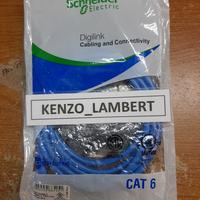 Schneider
Electric
Digilink
Cabling and Connectivity
KENZO_LAMBERT
CAT 6